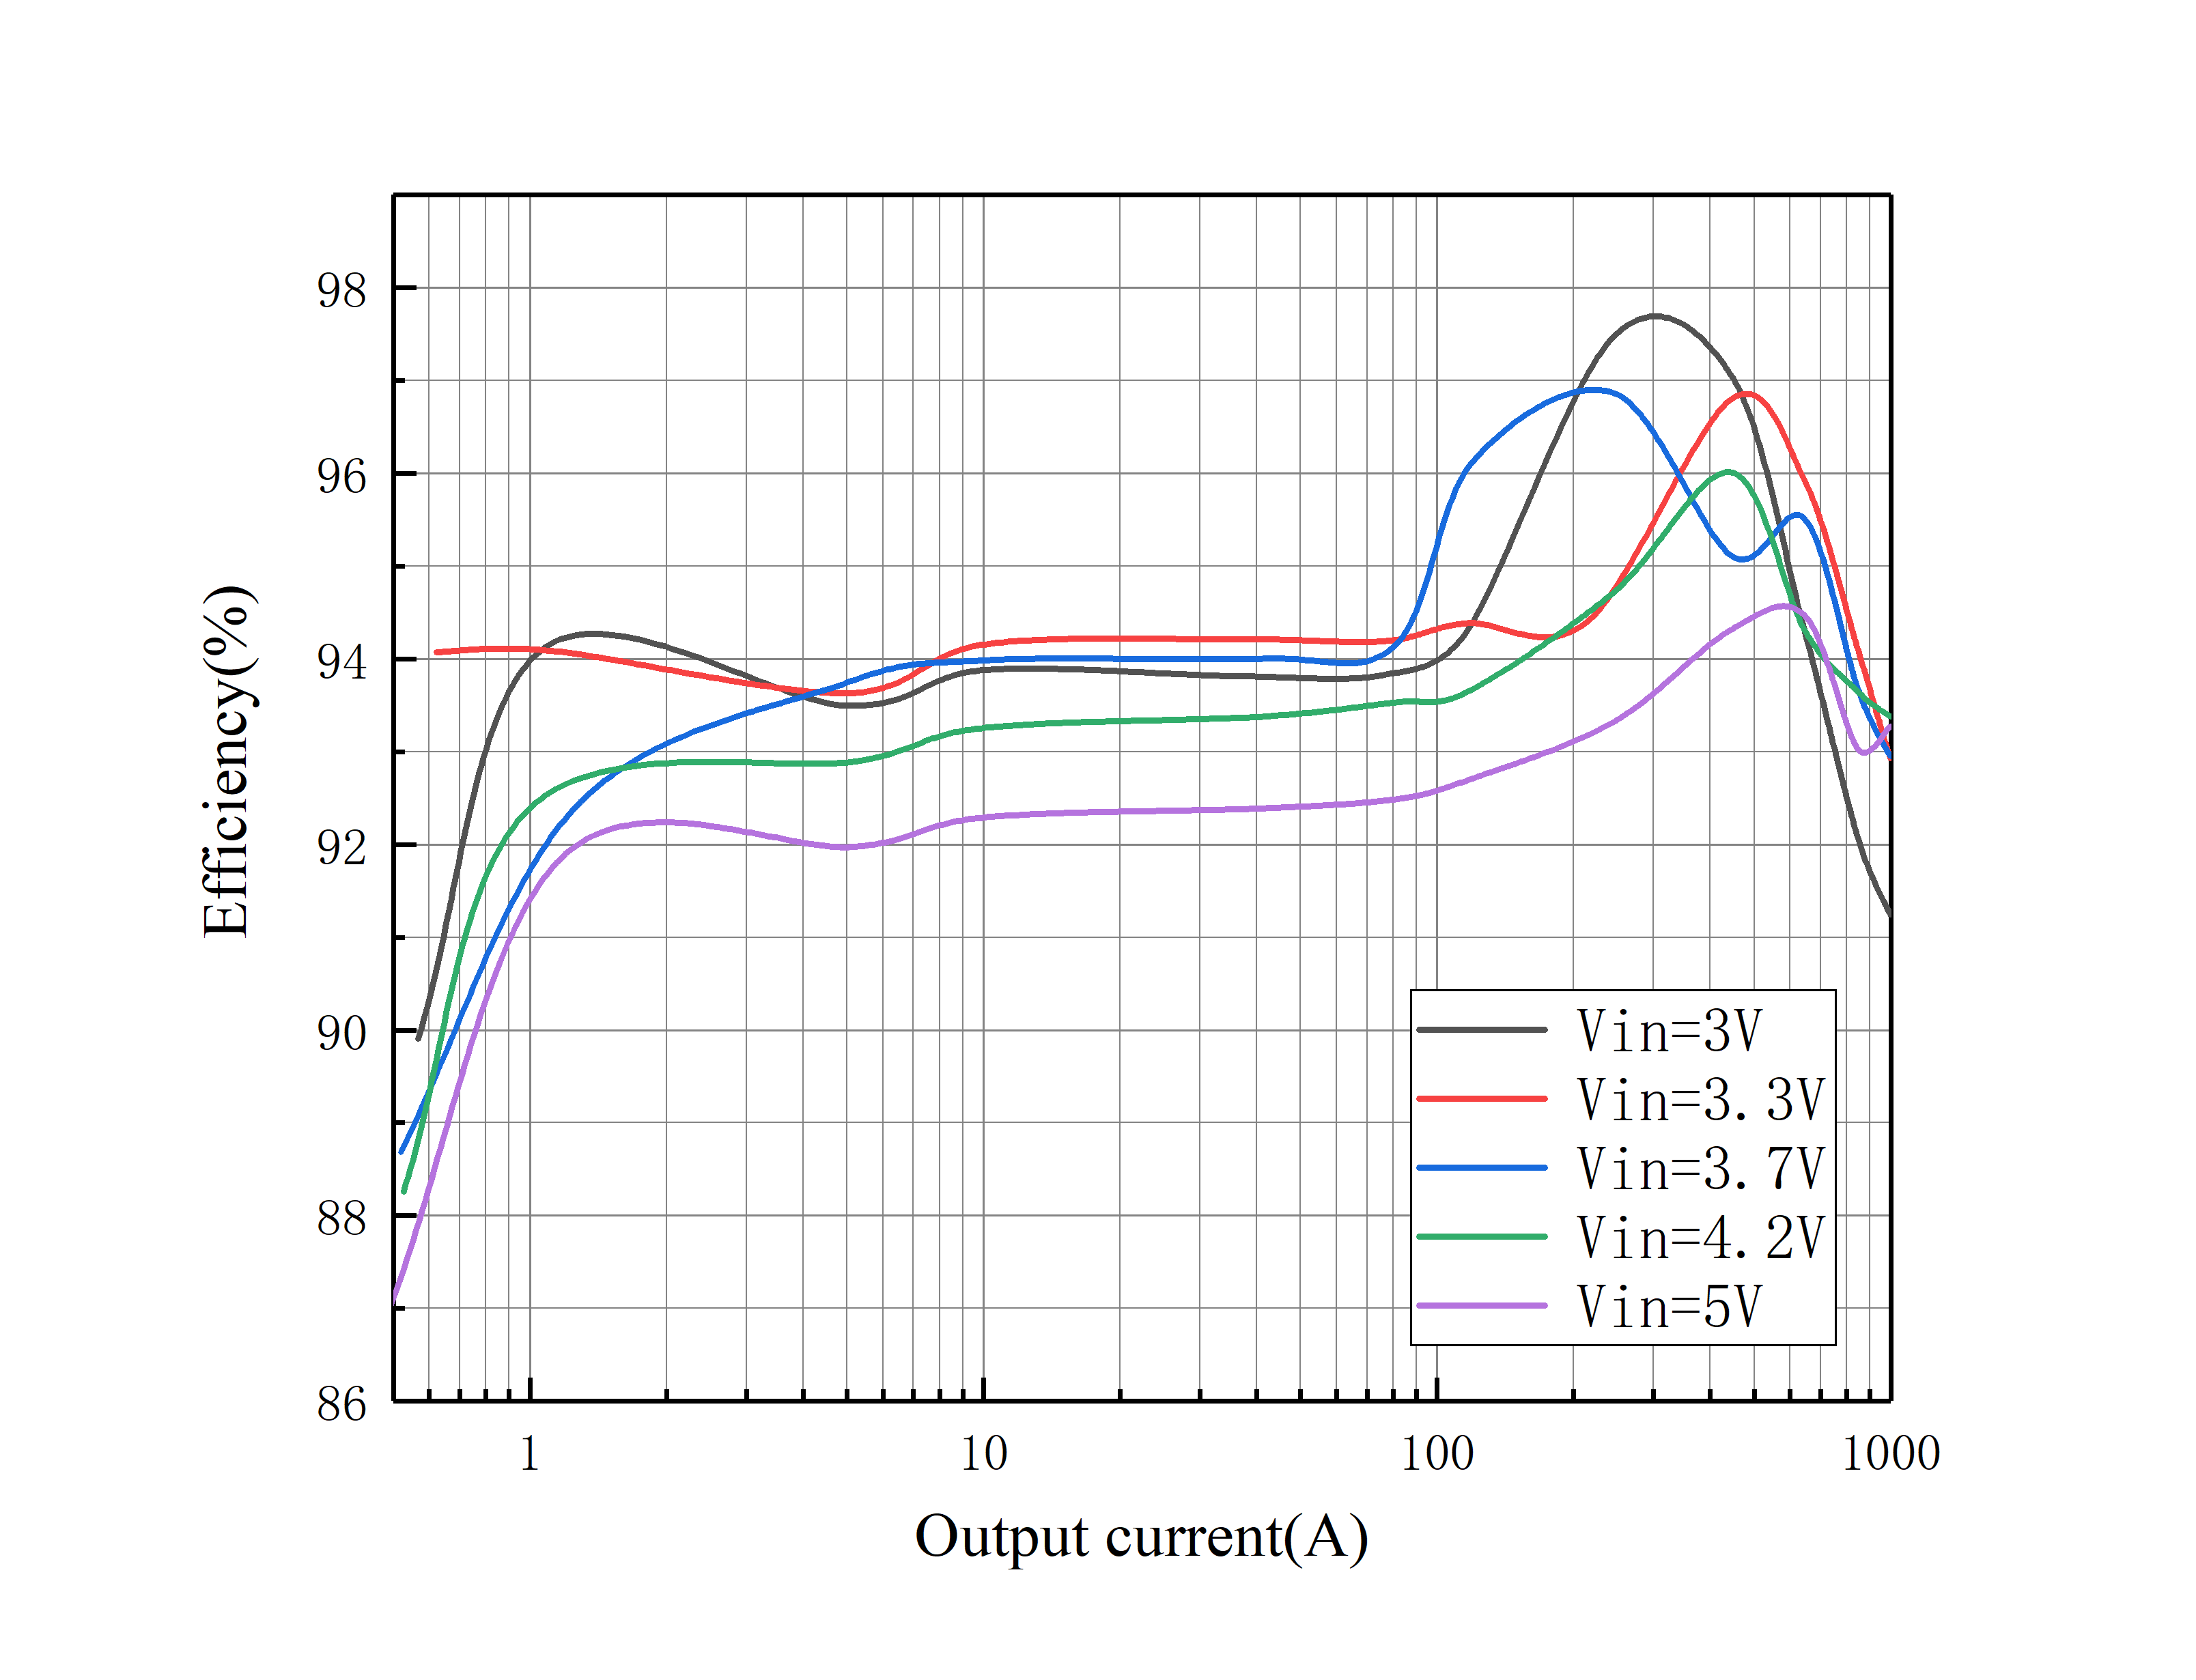 Efficiency(%)
98
96
94
92
90
88
86
1 10 100 1000
Output current(A)
Vin=3V
Vin=3.3V
Vin=3.7V
Vin=4.2V
Vin=5V